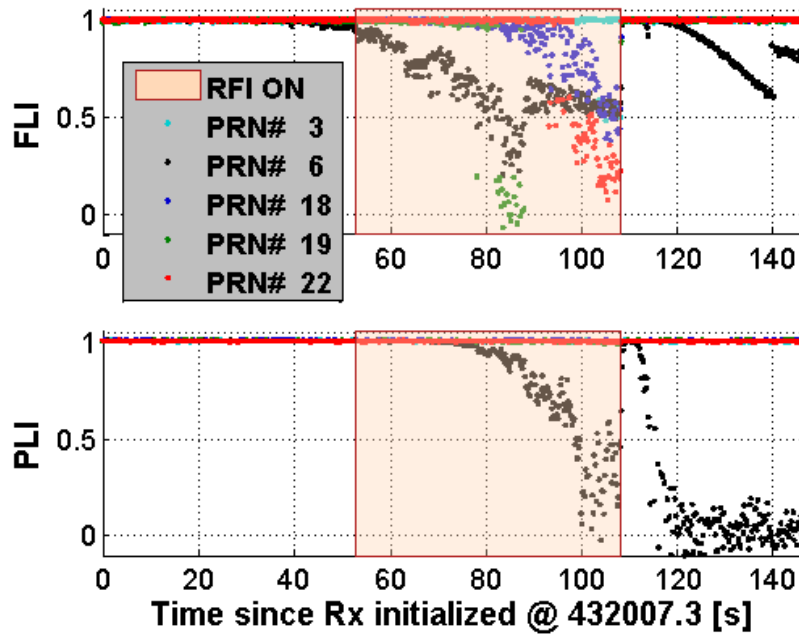 1
0.5
0
FLI
RFI ON
PRN# 3
PRN# 6
PRN# 18
PRN# 19
PRN# 22
0 60 80 100 120 140
1
0.5
0
PLI
0 20 40 60 80 100 120 140
Time since Rx initialized @ 432007.3 [s]